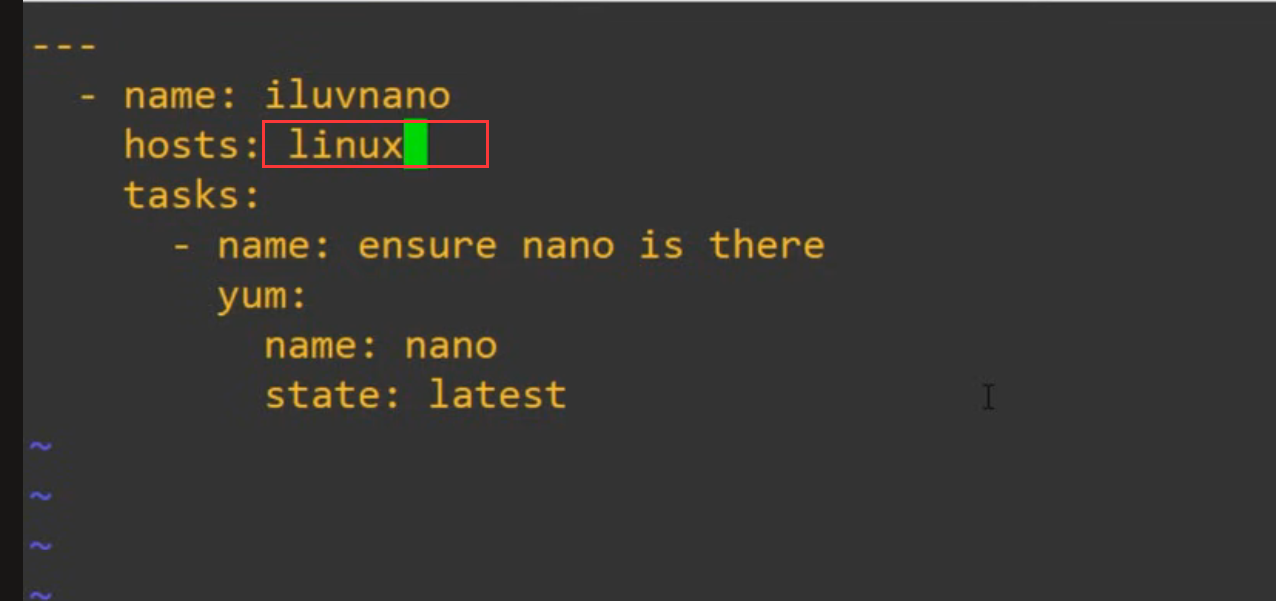 ---
  - name: iluvnano
    hosts: linux
    tasks:
      - name: ensure nano is there
        yum:
          name: nano
          state: latest
~
~
~
~